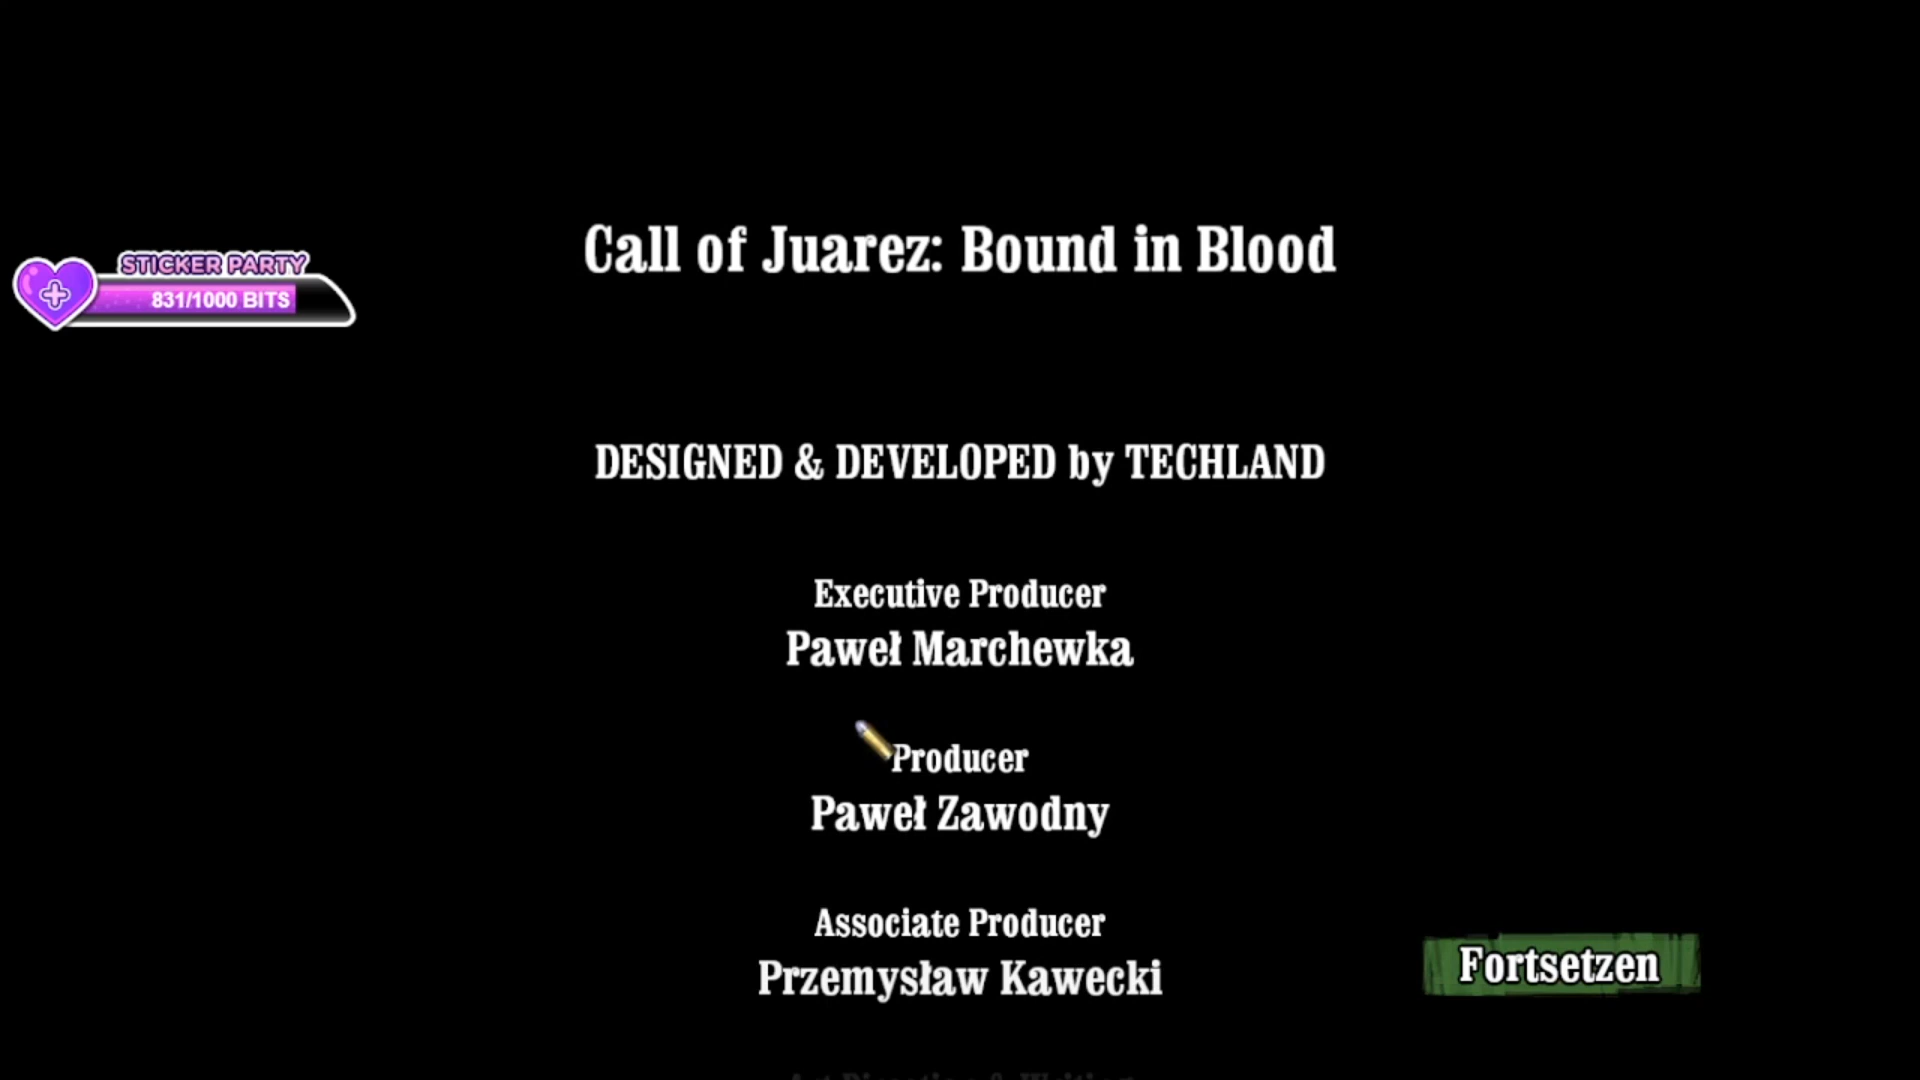 Call of Juarez: Bound in Blood
STICKER PARTY
831/1000 BITS
DESIGNED & DEVELOPED by TECHLAND
Executive Producer
Paweł Marchewka
Producer
Paweł Zawodny
Associate Producer
Przemysław Kawecki
Fortsetzen